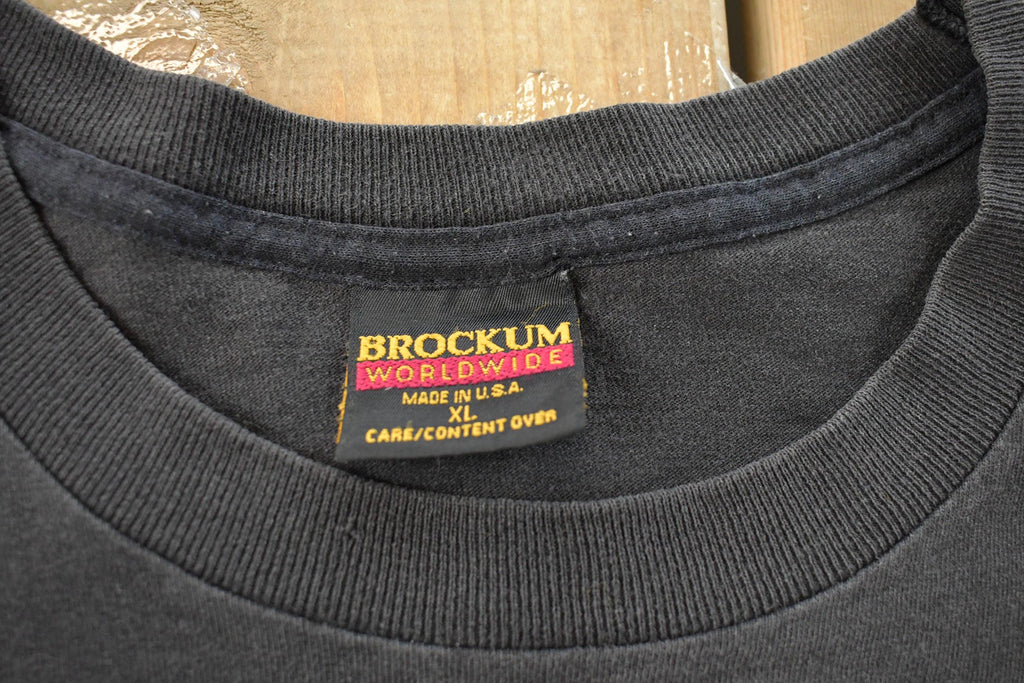 BROCKUM
WORLDWIDE
MADE IN U.S.A.
XL
CARE/CONTENT OVER